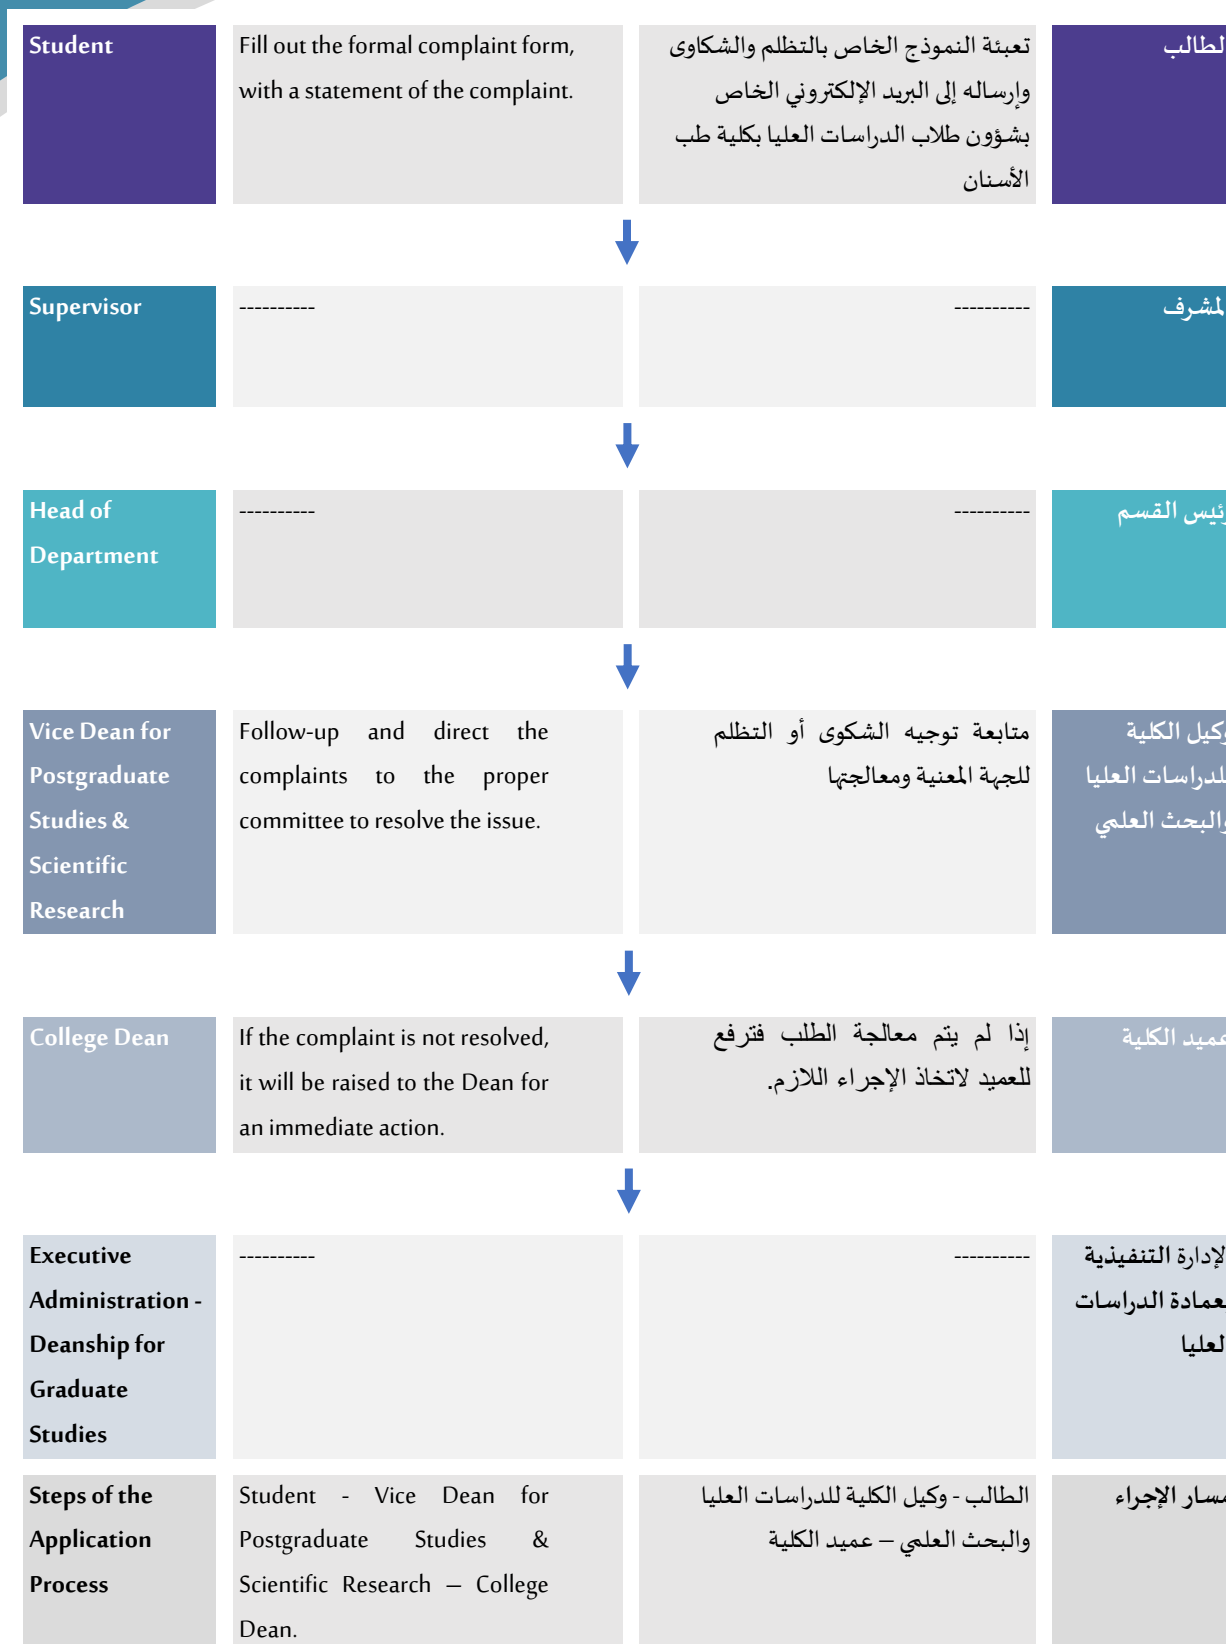 Student
Fill out the formal complaint form,
with a statement of the complaint.
تعبئة النموذج الخاص بالتظلم والشكاوى
وإرساله إلى البريد الإلكتروني الخاص
بشؤون طلاب الدراسات العليا بكلية طب
الأسنان
لطالب
Supervisor
----------
----------
لمشرف
Head of
Department
----------
----------
ئيس القسم
Vice Dean for
Postgraduate
Studies &
Scientific
Research
Follow-up and direct the
complaints to the proper
committee to resolve the issue.
متابعة توجيه الشكوى أو التظلم
للجهة المعنية ومعالجتها
وكيل الكلية
للدراسات العليا
والبحث العلمي
College Dean
If the complaint is not resolved,
it will be raised to the Dean for
an immediate action.
إذا لم يتم معالجة الطلب فترفع
للعميد لاتخاذ الإجراء اللازم.
عميد الكلية
Executive
Administration -
Deanship for
Graduate
Studies
----------
----------
لإدارة التنفيذية
بعمادة الدراسات
لعليا
Steps of the
Application
Process
Student - Vice Dean for
Postgraduate Studies &
Scientific Research – College
Dean.
الطالب - وكيل الكلية للدراسات العليا
والبحث العلمي – عميد الكلية
مسار الإجراء